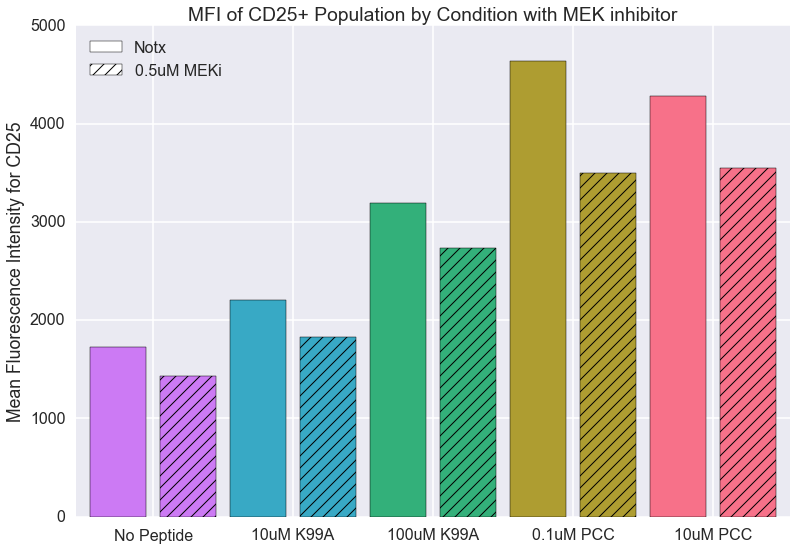 MFI of CD25+ Population by Condition with MEK inhibitor
Notx
0.5uM MEKi
Mean Fluorescence Intensity for CD25
5000
4000
3000
2000
1000
0
No Peptide
10uM K99A
100uM K99A
0.1uM PCC
10uM PCC